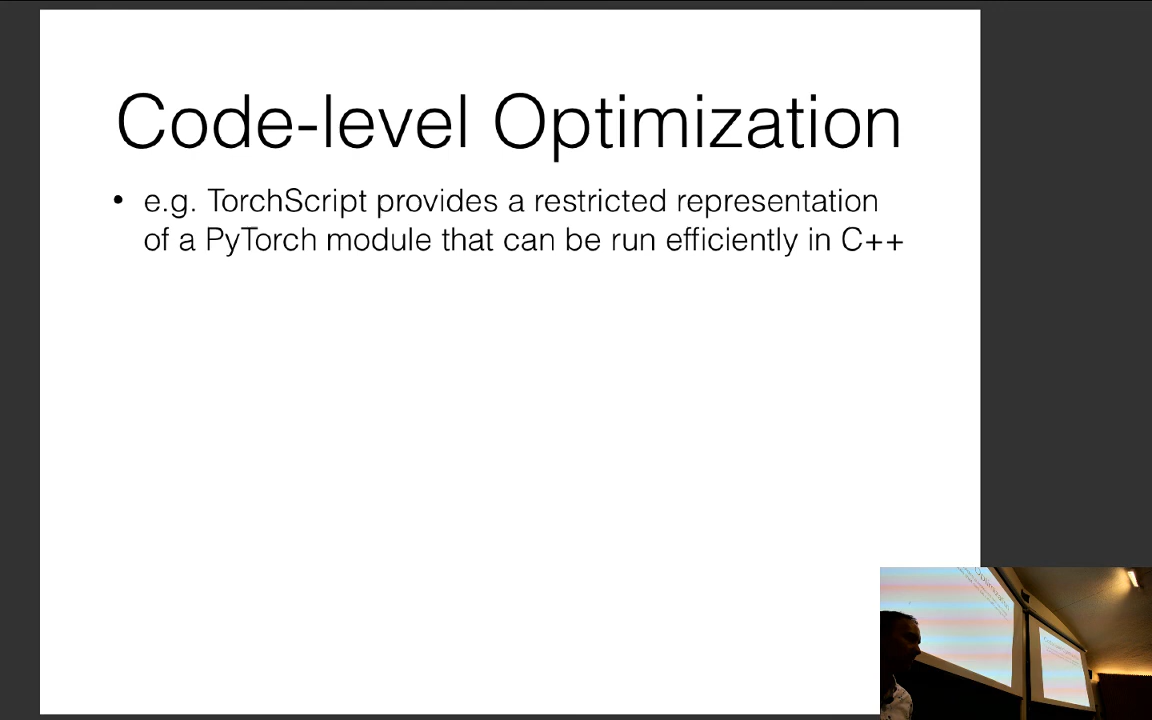 Code-level Optimization
• e.g. TorchScript provides a restricted representation
of a PyTorch module that can be run efficiently in C++